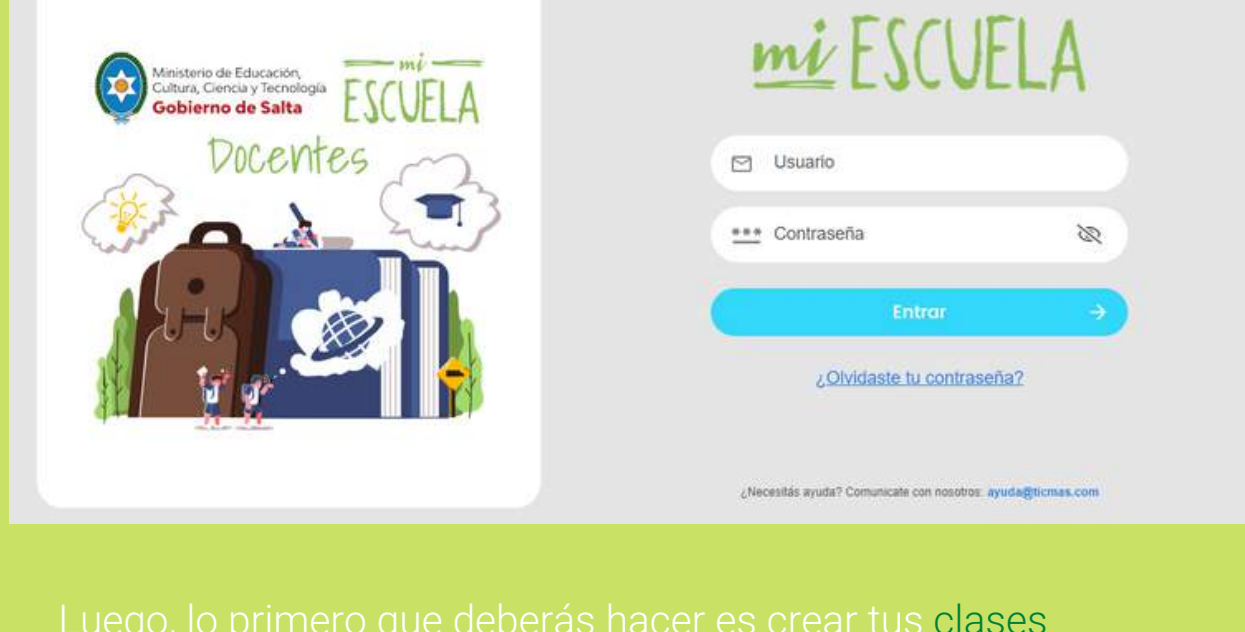 Ministerio de Educación,
Cultura, Ciencia y Tecnología
Gobierno de Salta
mi
ESCUELA
Docentes
mi ESCUELA
Usuario
*** Contraseña
Entrar
¿Olvidaste tu contraseña?
¿Necesitás ayuda? Comunicate con nosotros: ayuda@ticmas.com
Luego, lo primero que deberás hacer es crear tus clases